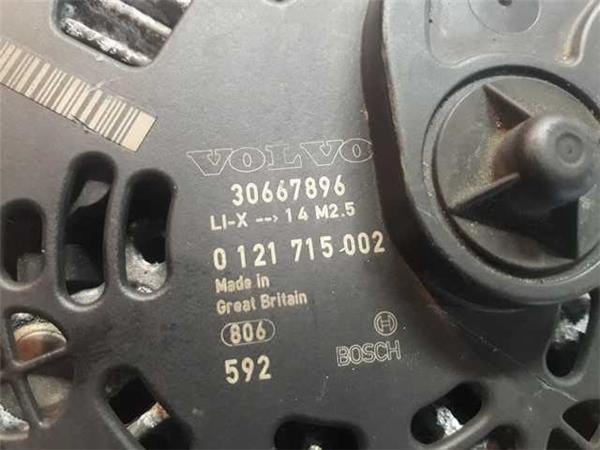 VOLVO
30667896
LI-X --> 14 M2.5
0 121 715 002
Made in
Great Britain
806
592
BOSCH